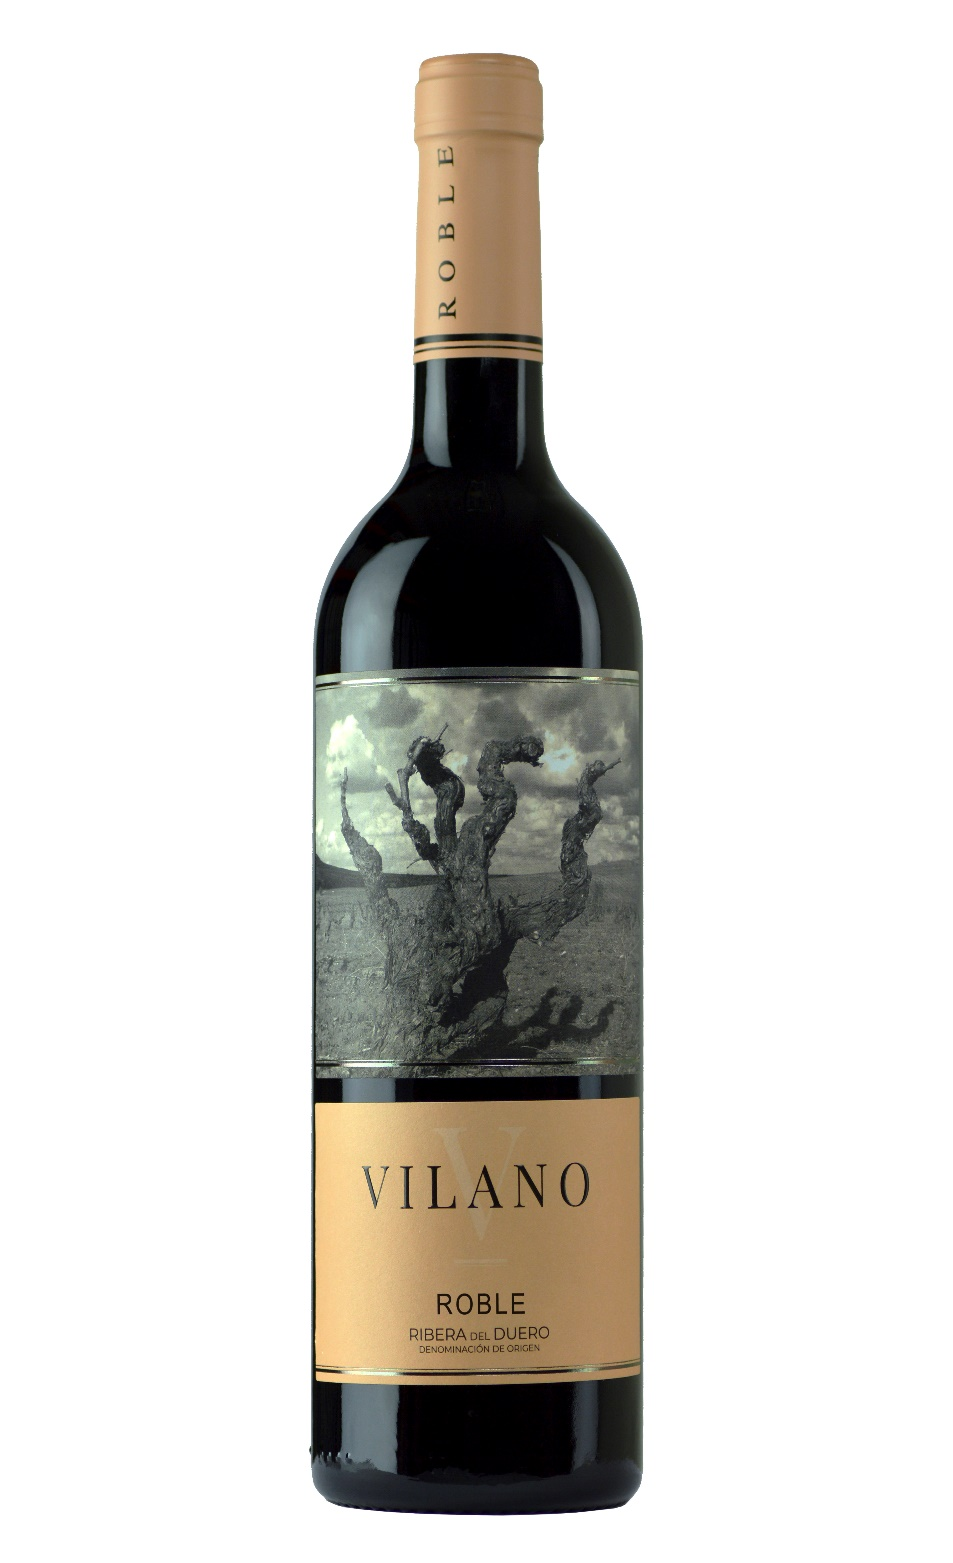 ROBLE
V
VILANO
ROBLE
RIBERA DEL DUERO
DENOMINACIÓN DE ORIGEN